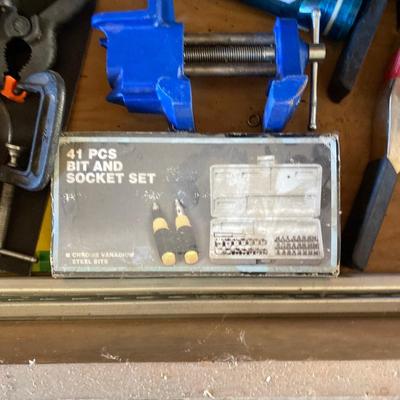 41 PCS
BIT AND
SOCKET SET
CHROME VANADIUM
STEEL BITS